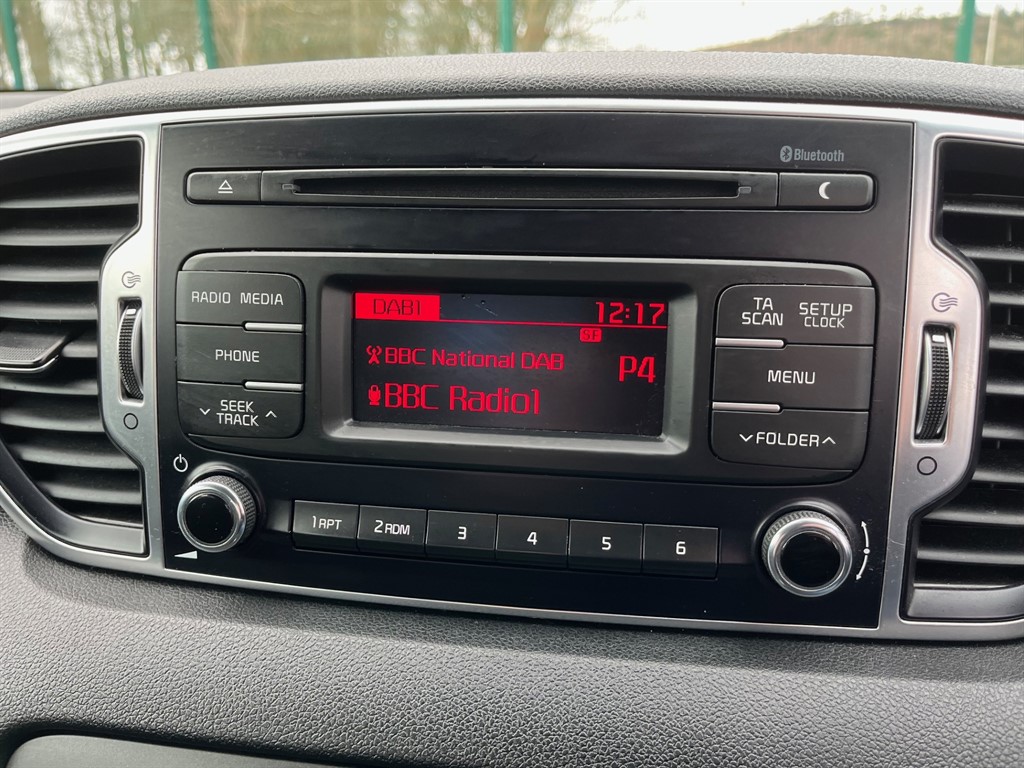 Bluetooth
RADIO MEDIA
PHONE
SEEK
TRACK
DAB1
12:17
SF
BBC National DAB
P4
BBC Radio1
TA
SCAN
SETUP
CLOCK
MENU
FOLDER
1 RPT
2 RDM
3
4
5
6